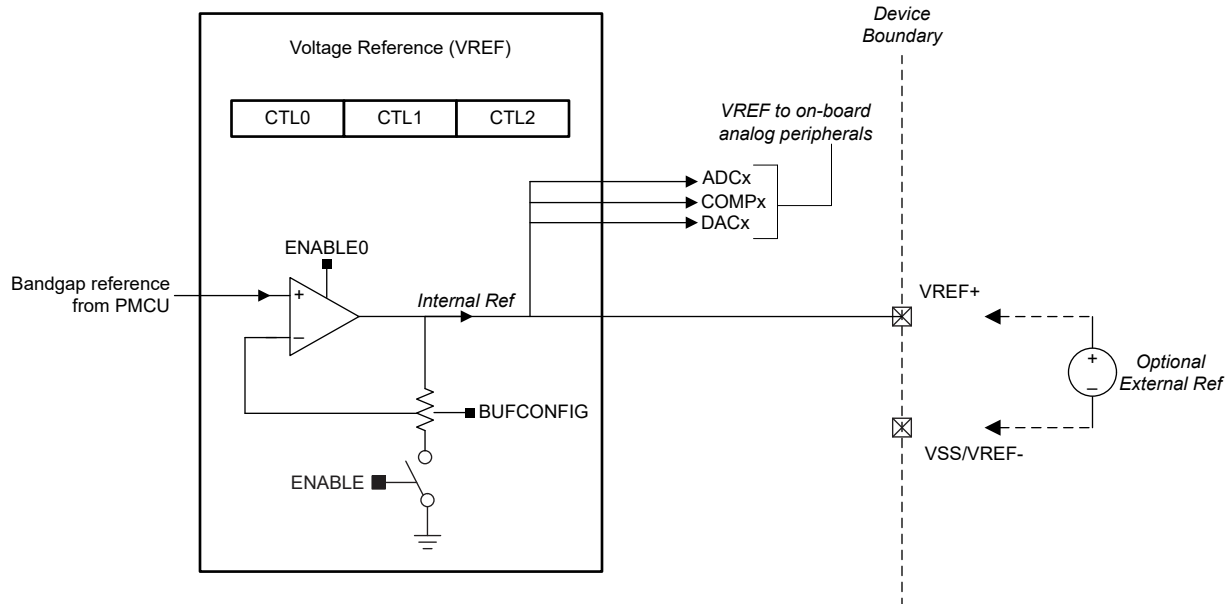 Device
Boundary
Voltage Reference (VREF)
CTL0 CTL1 CTL2
VREF to on-board
analog peripherals
ADCx
COMPx
DACx
ENABLE0
Bandgap reference
from PMCU
+
−
Internal Ref
VREF+
+
−
Optional
External Ref
BUFCONFIG
VSS/VREF-
ENABLE